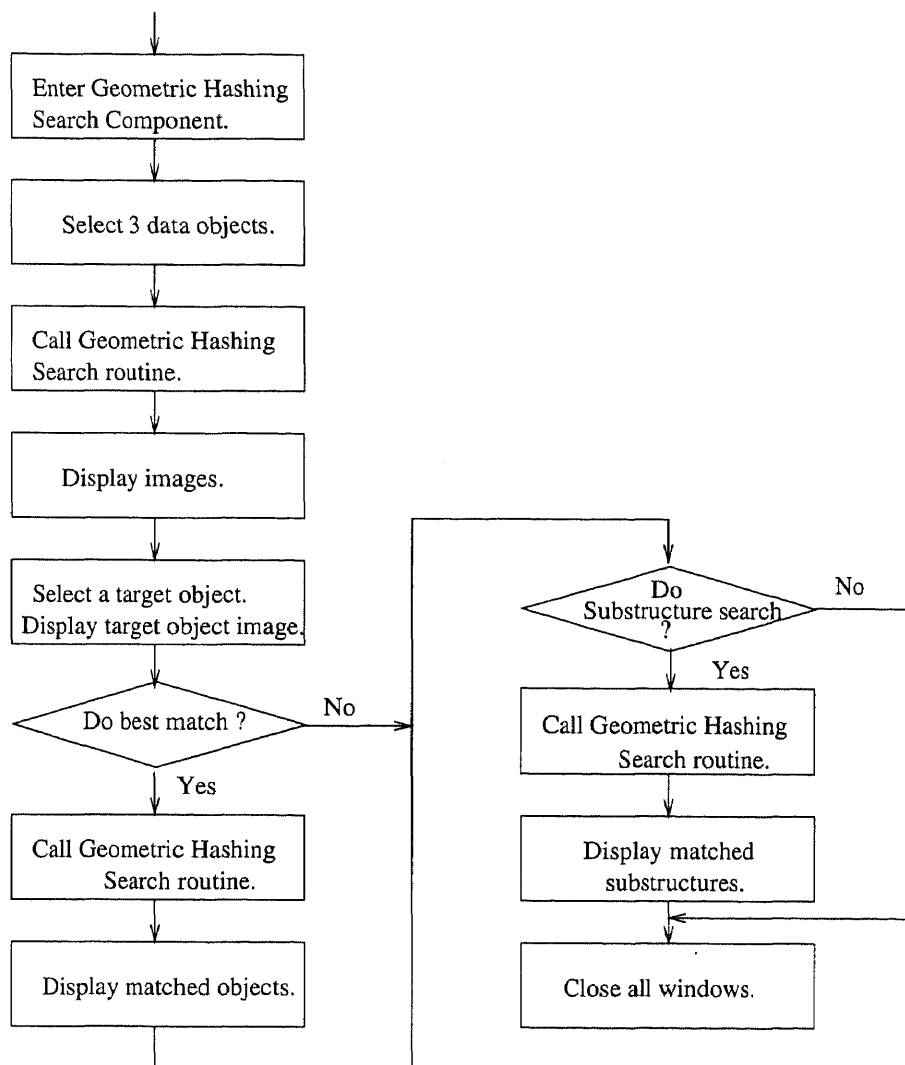 Enter Geometric Hashing
Search Component.
Select 3 data objects.
Call Geometric Hashing
Search routine.
Display images.
Select a target object.
Display target object image.
Do best match ?
No
Yes
Call Geometric Hashing
Search routine.
Display matched objects.
Do
Substructure search
?
No
Yes
Call Geometric Hashing
Search routine.
Display matched
substructures.
Close all windows.